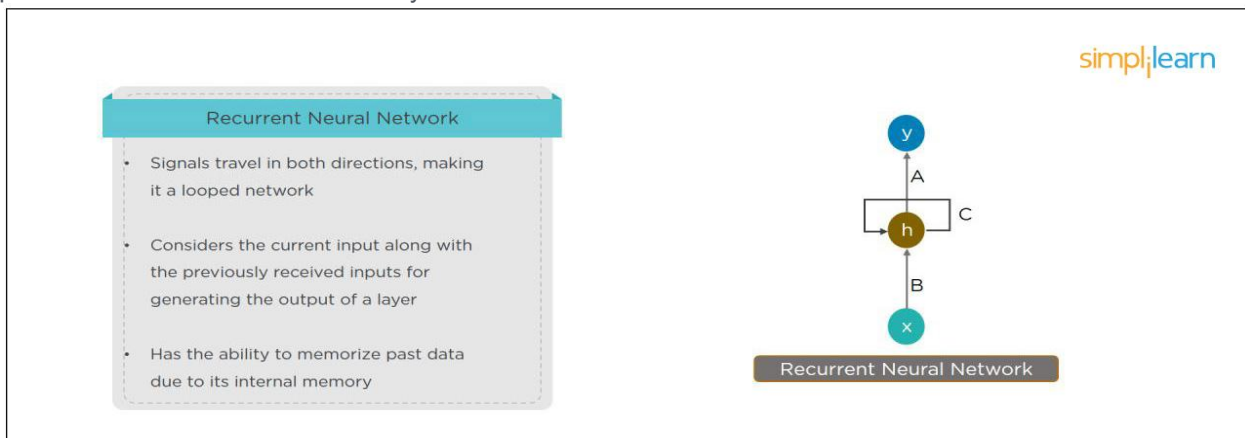 simplilearn
Recurrent Neural Network
• Signals travel in both directions, making
it a looped network
• Considers the current input along with
the previously received inputs for
generating the output of a layer
• Has the ability to memorize past data
due to its internal memory
y
A
C
h
B
x
Recurrent Neural Network